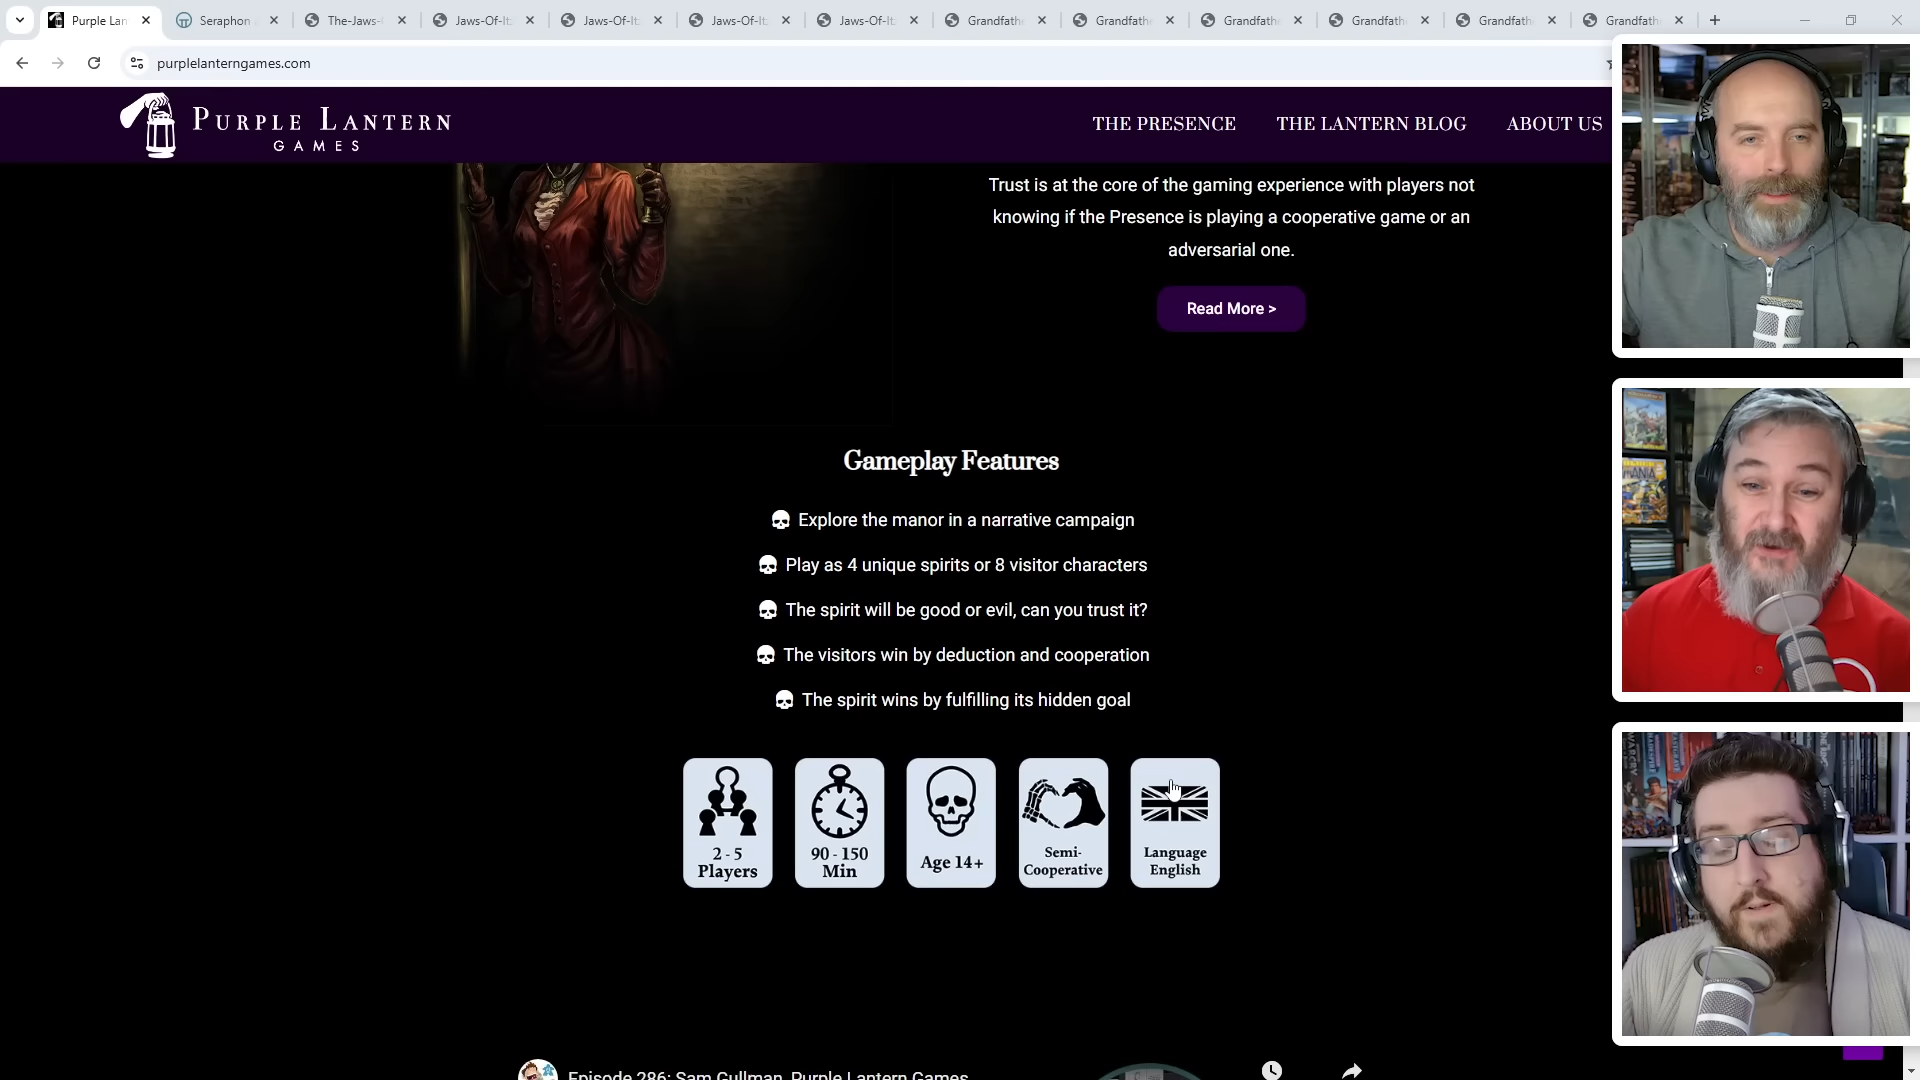 Purple Lan
Seraphon
The-Jaws-
Jaws-Of-It
Jaws-Of-It
Jaws-Of-It
Jaws-Of-It
Grandfath
Grandfath
Grandfath
Grandfath
Grandfath
Grandfath
purplelanterngames.com
PURPLE LANTERN
GAMES
THE PRESENCE
THE LANTERN BLOG
ABOUT US
Trust is at the core of the gaming experience with players not
knowing if the Presence is playing a cooperative game or an
adversarial one.
Read More >
Gameplay Features
Explore the manor in a narrative campaign
Play as 4 unique spirits or 8 visitor characters
The spirit will be good or evil, can you trust it?
The visitors win by deduction and cooperation
The spirit wins by fulfilling its hidden goal
2 - 5
Players
90 - 150
Min
Age 14+
Semi-
Cooperative
Language
English
Episode 286: Sam Gullman, Purple Lantern Games
MANIA
WARCRY